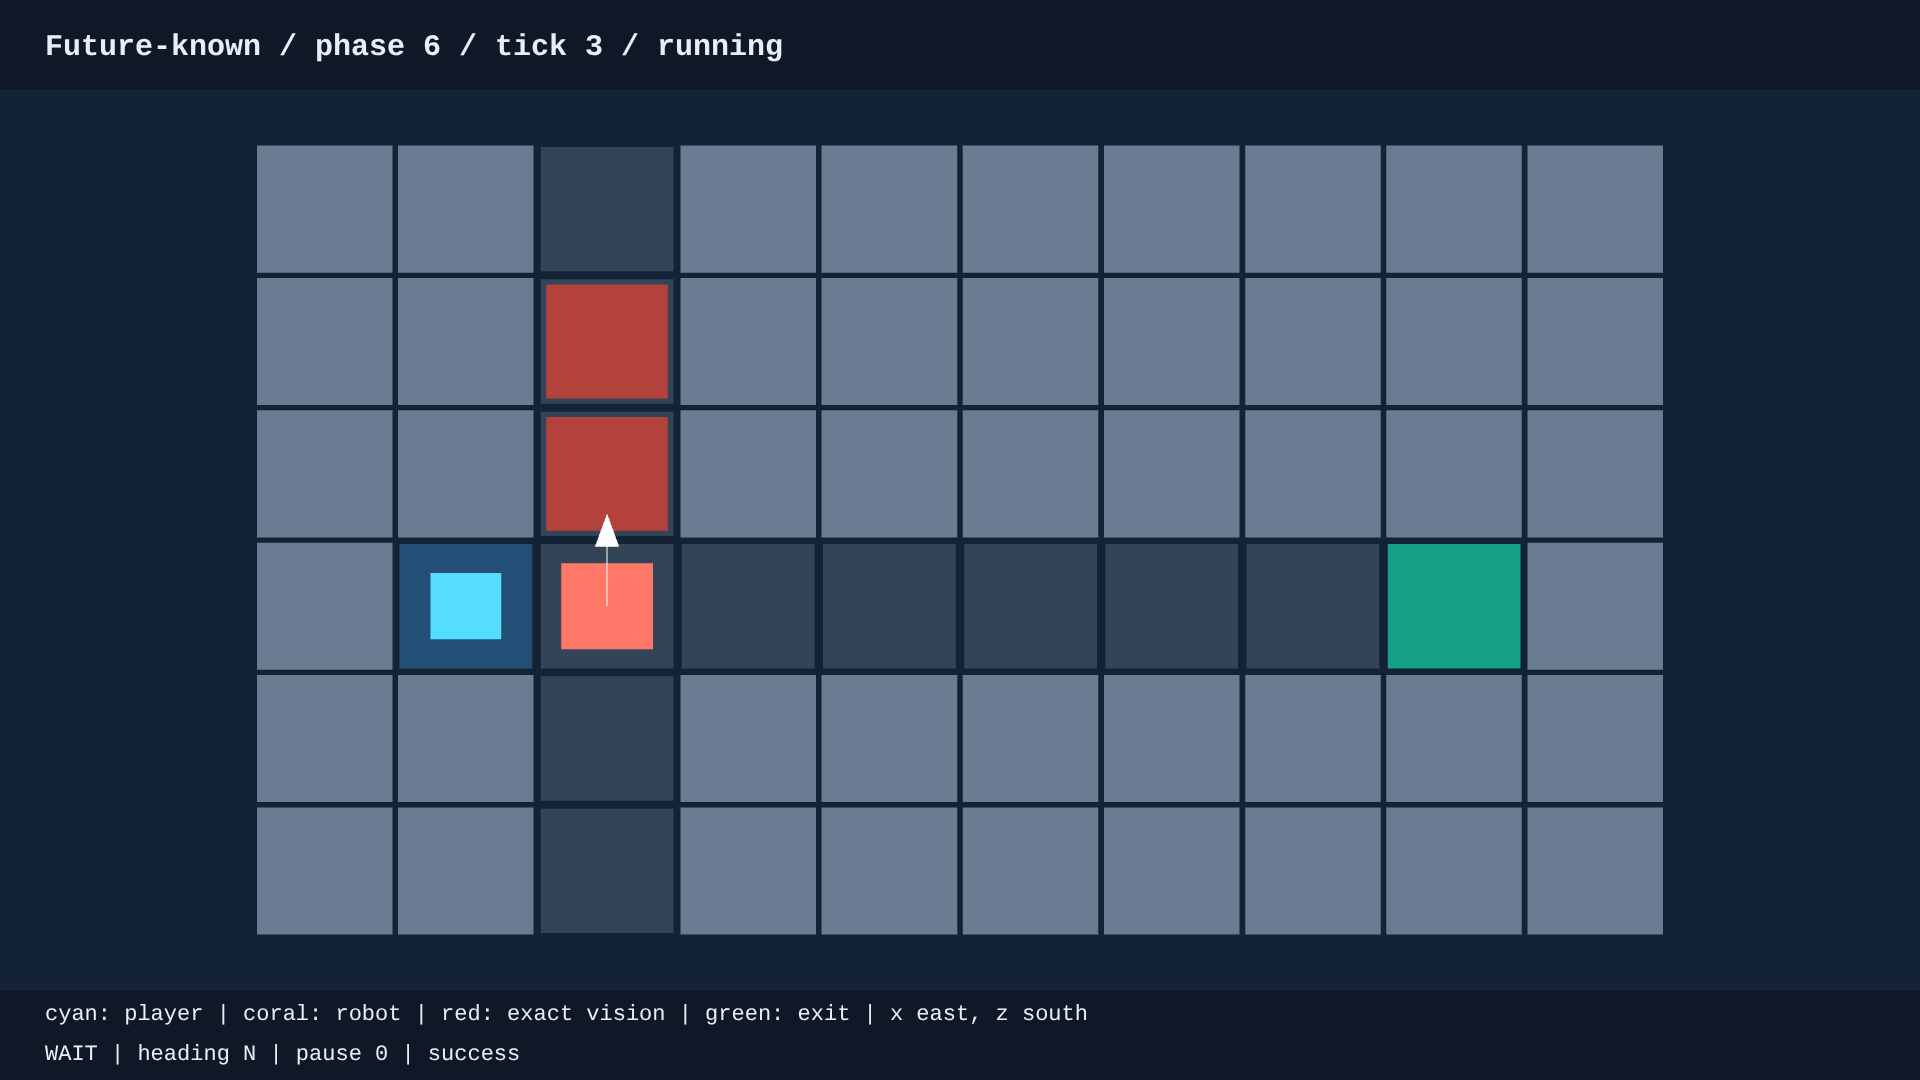 Future-known / phase 6 / tick 3 / running
cyan: player | coral: robot | red: exact vision | green: exit | x east, z south
WAIT | heading N | pause 0 | success